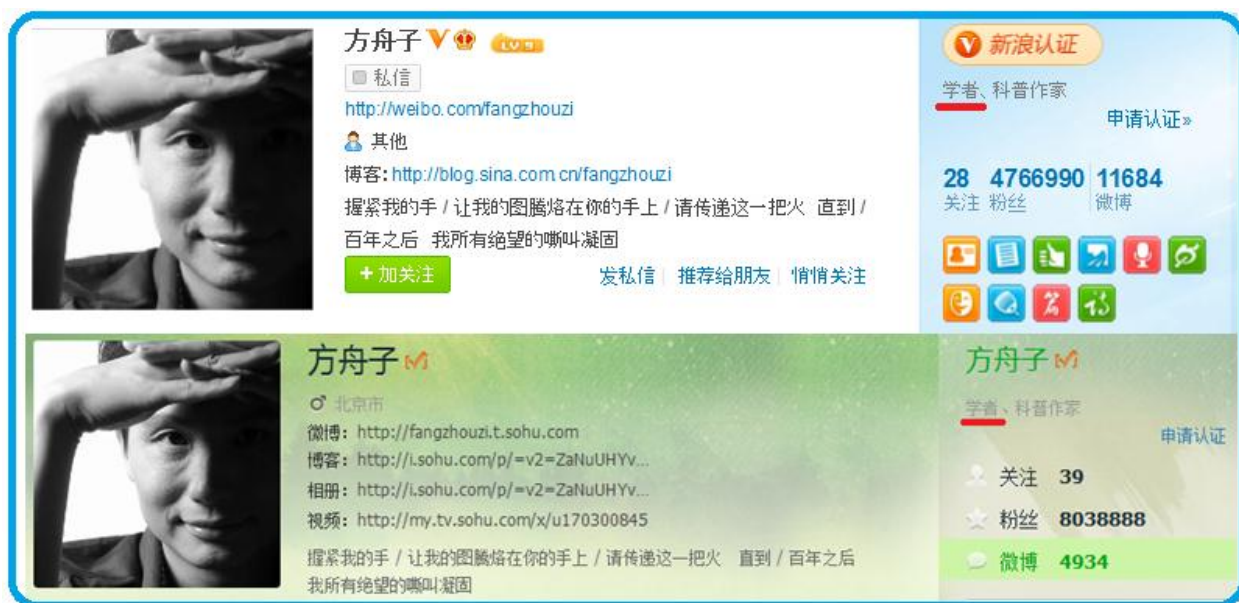 方舟子 V LV 9
私信
http://weibo.com/fangzhouzi
其他
博客: http://blog.sina.com.cn/fangzhouzi
握紧我的手 / 让我的图腾烙在你的手上 / 请传递这一把火 直到 /
百年之后 我所有绝望的嘶叫凝固
+ 加关注
发私信 推荐给朋友 悄悄关注
V 新浪认证
学者、科普作家
申请认证»
28 4766990 11684
关注 粉丝 微博
方舟子
北京市
微博: http://fangzhouzi.t.sohu.com
博客: http://i.sohu.com/p/=v2=ZaNuUHYv...
相册: http://i.sohu.com/p/=v2=ZaNuUHYv...
视频: http://my.tv.sohu.com/x/u170300845
握紧我的手 / 让我的图腾烙在你的手上 / 请传递这一把火 直到 / 百年之后
我所有绝望的嘶叫凝固
方舟子
学者、科普作家
申请认证
关注 39
粉丝 8038888
微博 4934